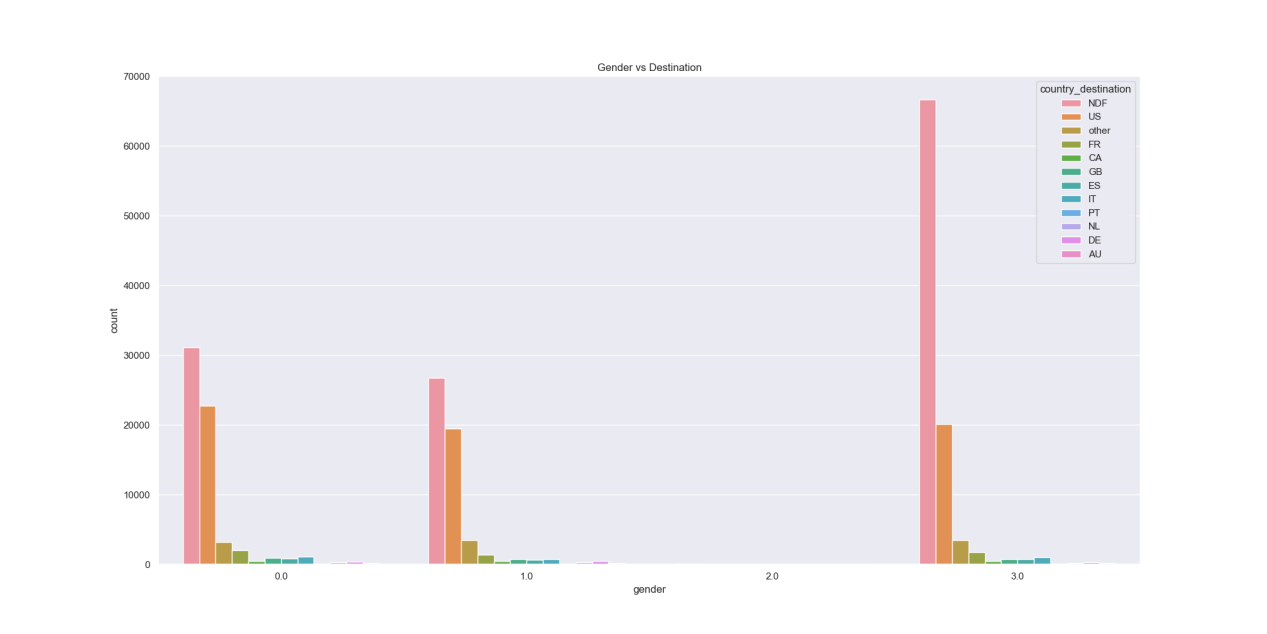 Gender vs Destination
70000
60000
50000
40000
30000
20000
10000
0
count
country_destination
NDF
US
other
FR
CA
GB
ES
IT
PT
NL
DE
AU
0.0 1.0 2.0 3.0
gender